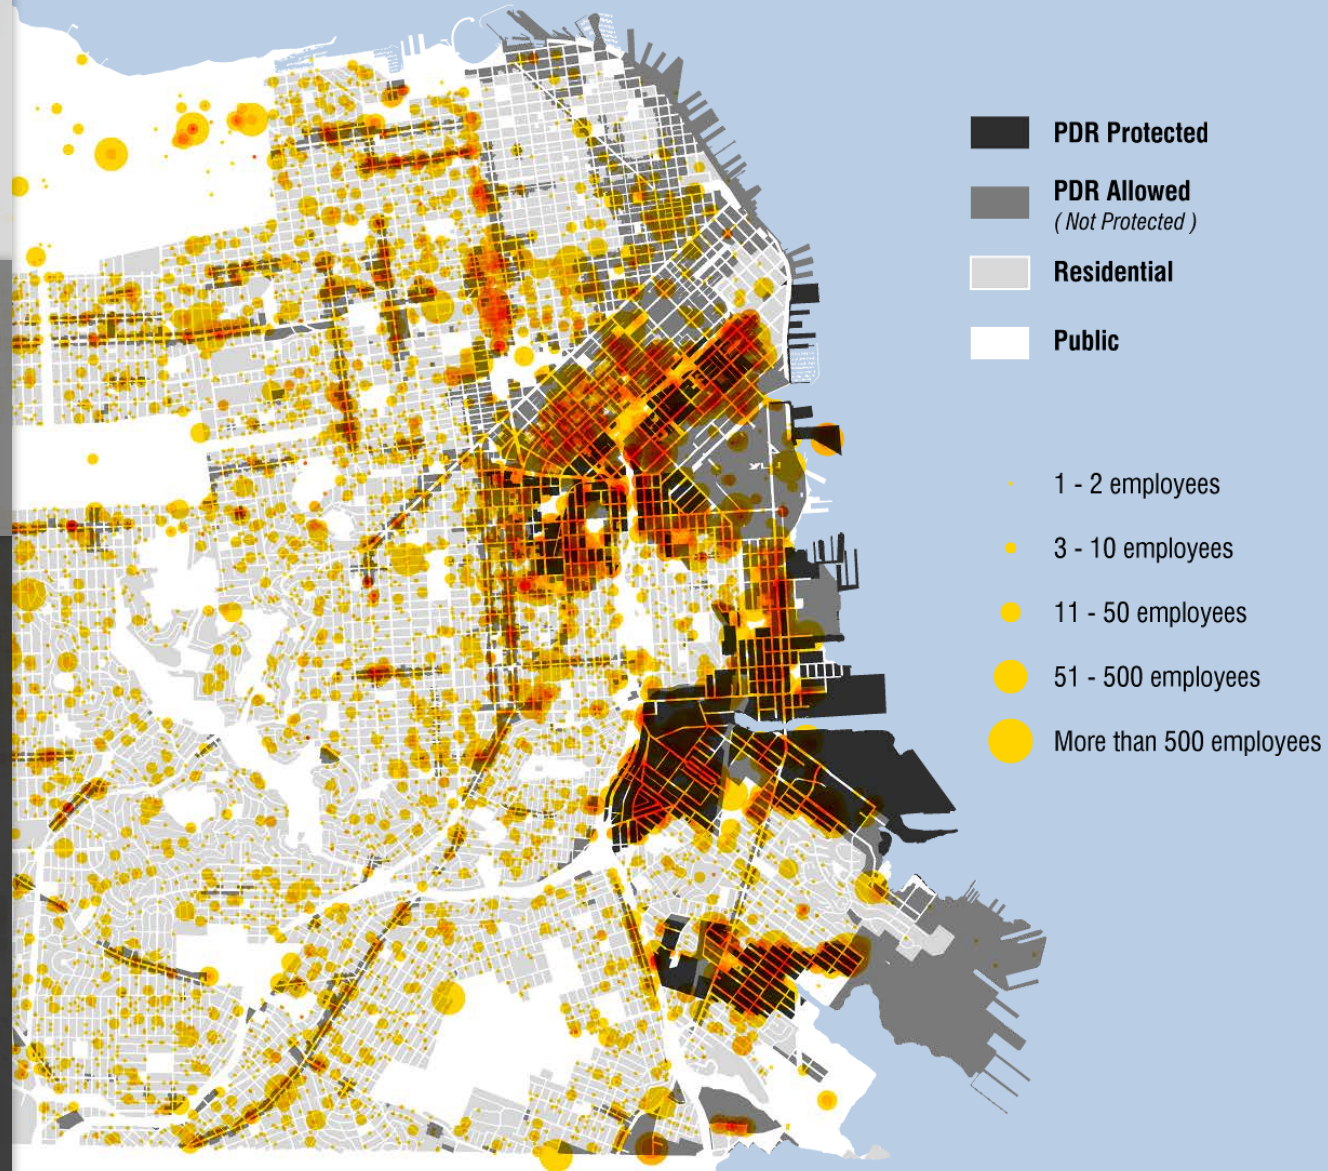 PDR Protected
PDR Allowed
( Not Protected )
Residential
Public
1 - 2 employees
3 - 10 employees
11 - 50 employees
51 - 500 employees
More than 500 employees